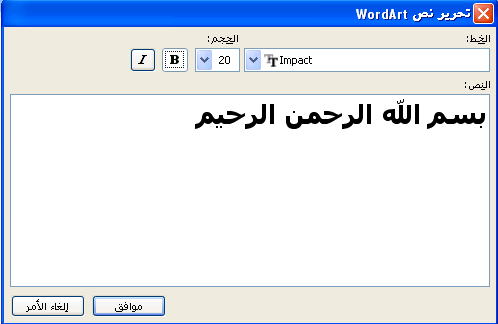 تحرير نص WordArt
الخط: الحجم:
Impact 20 B I
النص:
بسم الله الرحمن الرحيم
موافق إلغاء الأمر